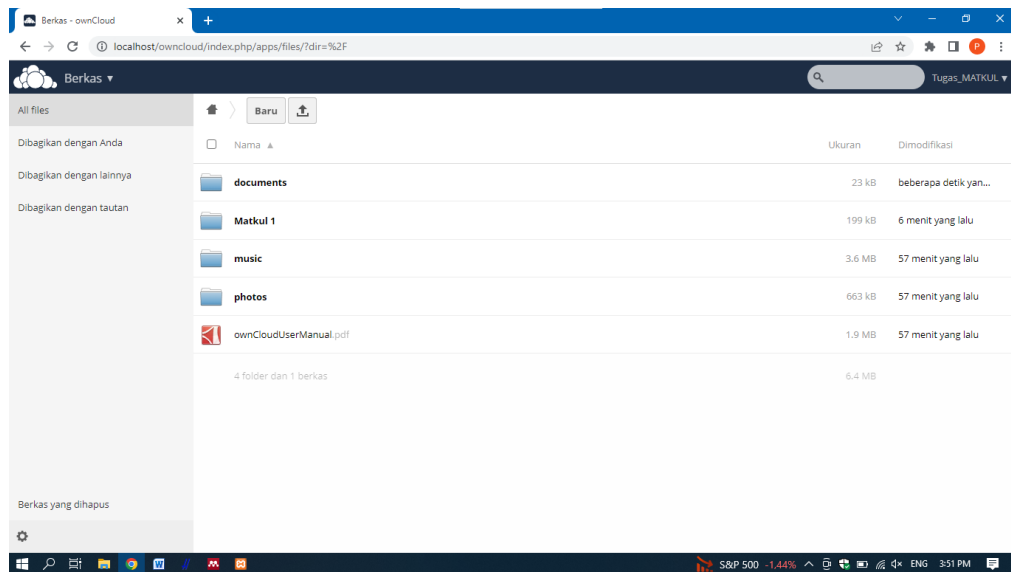 Berkas - ownCloud
localhost/owncloud/index.php/apps/files/?dir=%2F
P
Berkas
Tugas_MATKUL
All files
Dibagikan dengan Anda
Dibagikan dengan lainnya
Dibagikan dengan tautan
Berkas yang dihapus
Baru
Nama Ukuran Dimodifikasi
documents 23 kB beberapa detik yan...
Matkul 1 199 kB 6 menit yang lalu
music 3.6 MB 57 menit yang lalu
photos 663 kB 57 menit yang lalu
ownCloudUserManual.pdf 1.9 MB 57 menit yang lalu
4 folder dan 1 berkas 6.4 MB
S&P 500 -1,44% ENG 3:51 PM